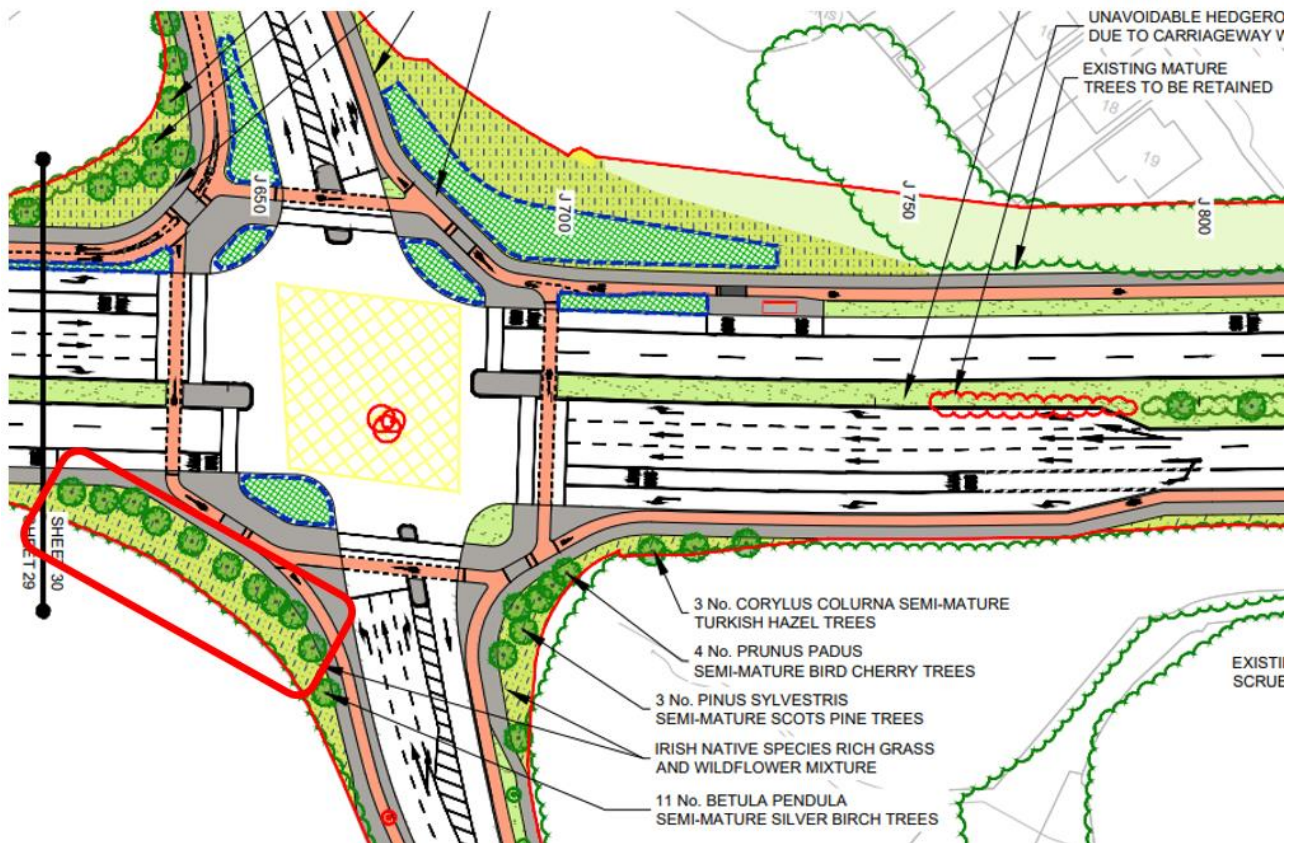 UNAVOIDABLE HEDGERO
DUE TO CARRIAGEWAY W
EXISTING MATURE
TREES TO BE RETAINED
18
19
J 650
J 700
J 750
J 800
SHEET 30
SHEET 29
3 No. CORYLUS COLURNA SEMI-MATURE
TURKISH HAZEL TREES
4 No. PRUNUS PADUS
SEMI-MATURE BIRD CHERRY TREES
3 No. PINUS SYLVESTRIS
SEMI-MATURE SCOTS PINE TREES
IRISH NATIVE SPECIES RICH GRASS
AND WILDFLOWER MIXTURE
11 No. BETULA PENDULA
SEMI-MATURE SILVER BIRCH TREES
EXISTI
SCRUB